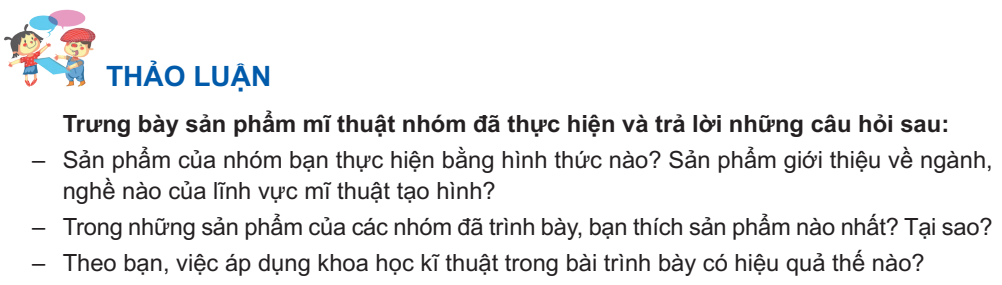 THẢO LUẬN
Trưng bày sản phẩm mĩ thuật nhóm đã thực hiện và trả lời những câu hỏi sau:
– Sản phẩm của nhóm bạn thực hiện bằng hình thức nào? Sản phẩm giới thiệu về ngành,
nghề nào của lĩnh vực mĩ thuật tạo hình?
– Trong những sản phẩm của các nhóm đã trình bày, bạn thích sản phẩm nào nhất? Tại sao?
– Theo bạn, việc áp dụng khoa học kĩ thuật trong bài trình bày có hiệu quả thế nào?